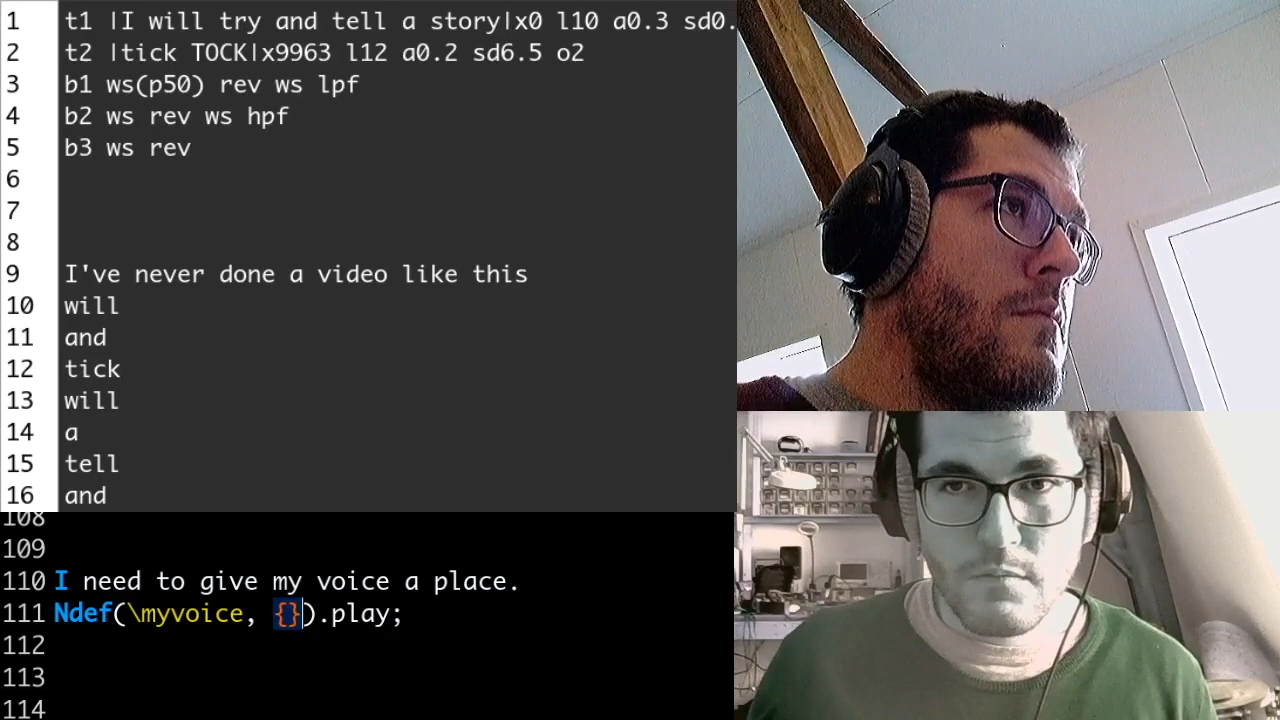 1 t1 |I will try and tell a story|x0 l10 a0.3 sd0.
2 t2 |tick TOCK|x9963 l12 a0.2 sd6.5 o2
3 b1 ws(p50) rev ws lpf
4 b2 ws rev ws hpf
5 b3 ws rev
6
7
8
9 I've never done a video like this
10 will
11 and
12 tick
13 will
14 a
15 tell
16 and
108
109
110 I need to give my voice a place.
111 Ndef(\myvoice, {}).play;
112
113
114